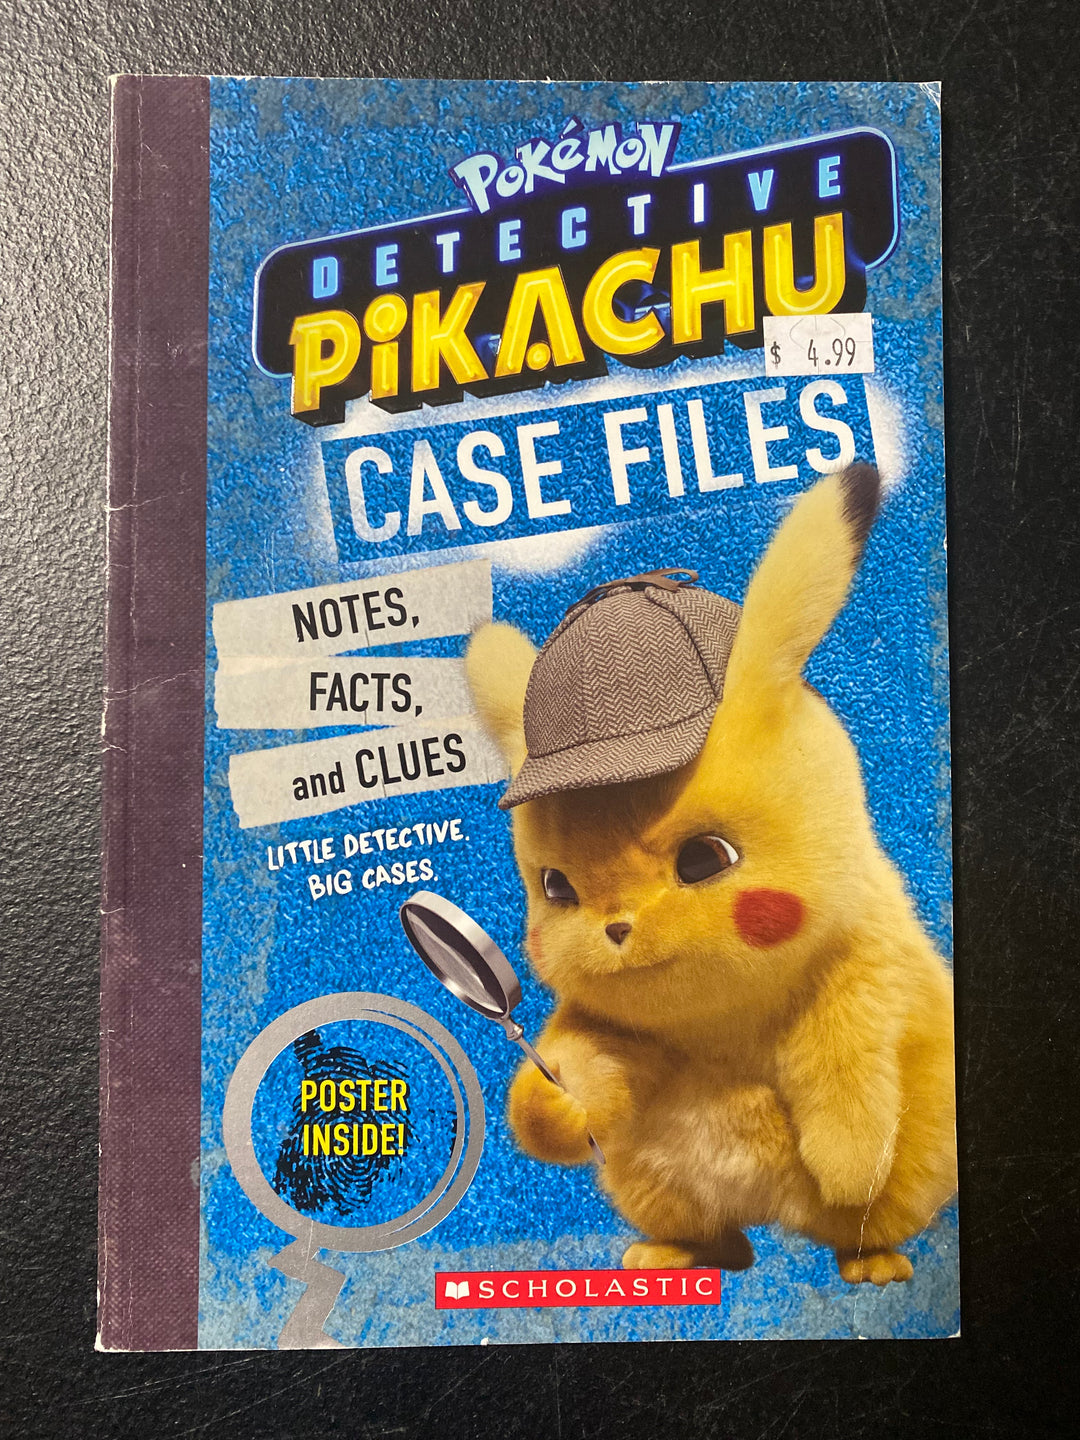 POKéMON
DETECTIVE
PiKACHU
$ 4.99
CASE FILES
NOTES,
FACTS,
and CLUES
LITTLE DETECTIVE.
BIG CASES.
POSTER
INSIDE!
SCHOLASTIC